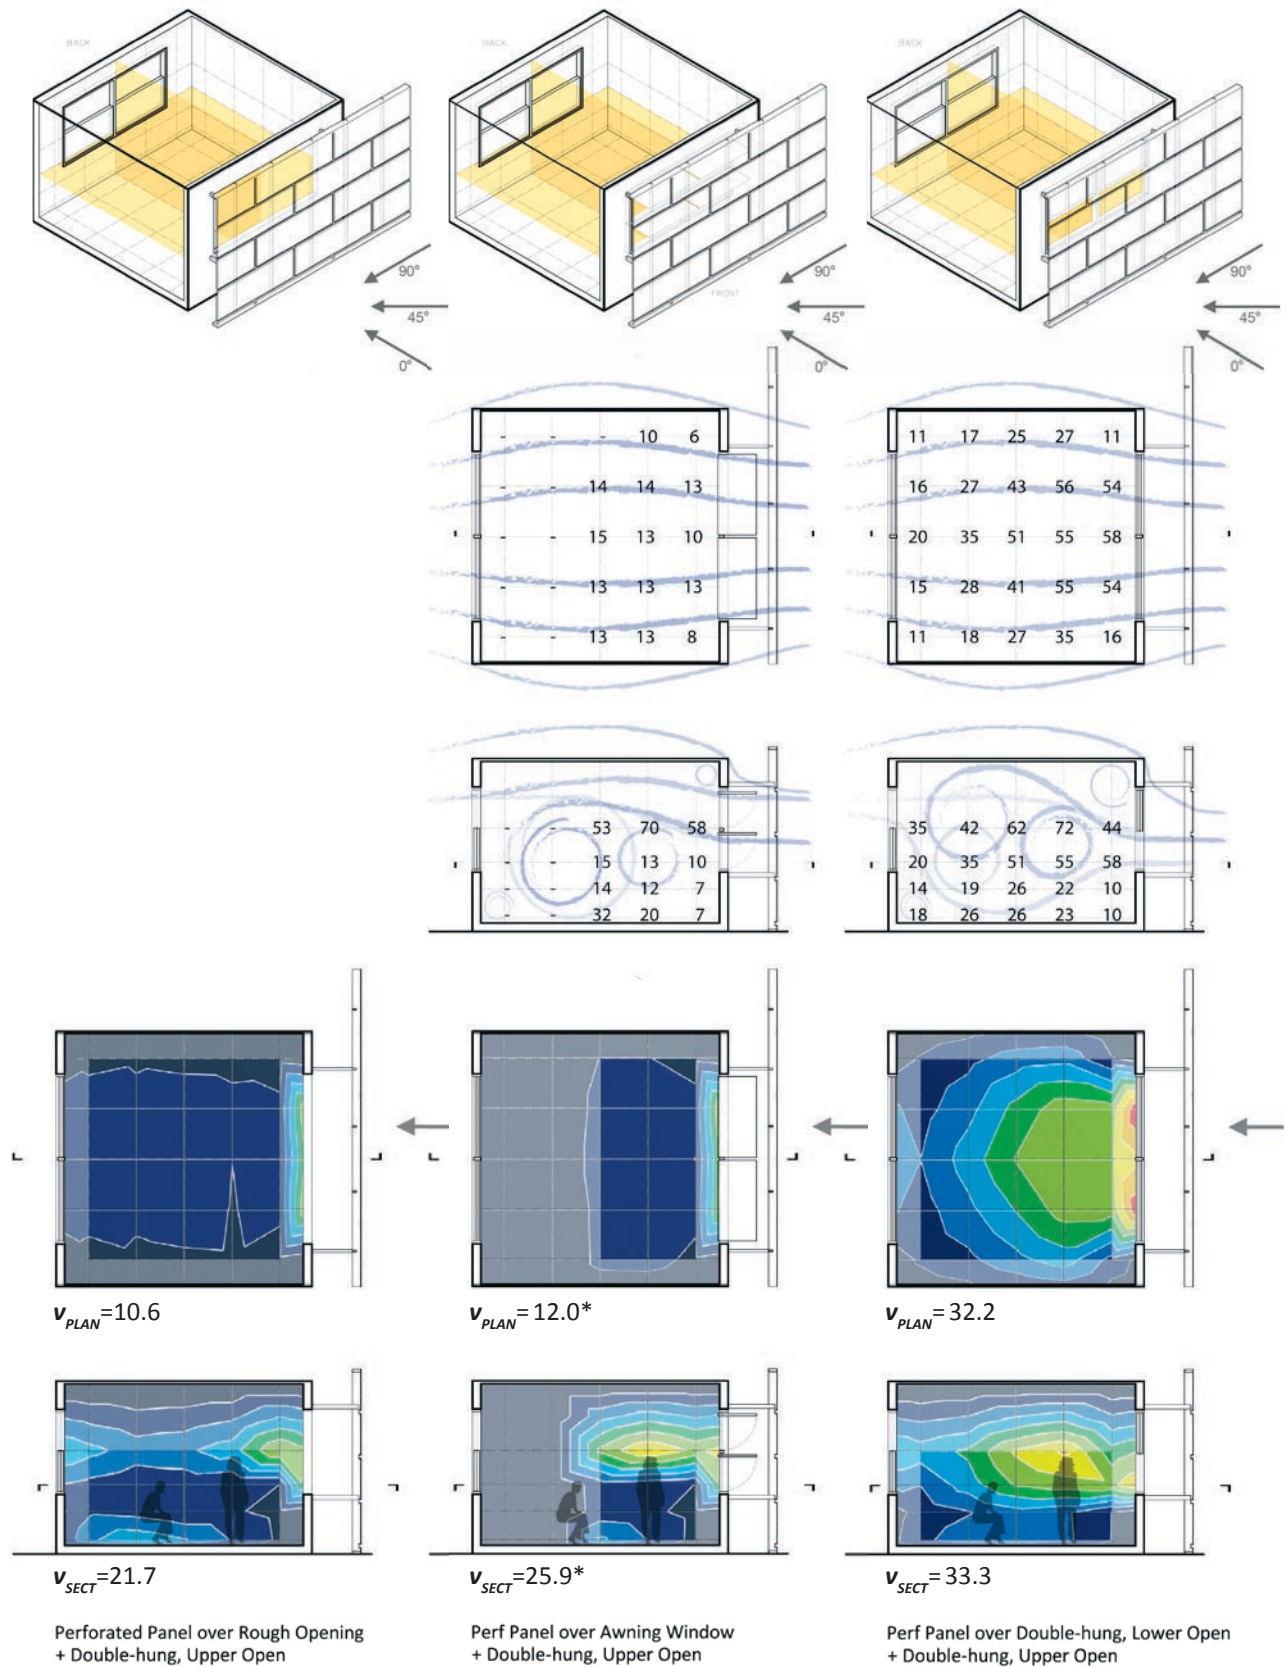 BACK
BACK
BACK
90°
45°
0°
90°
FRONT
45°
0°
90°
45°
0°
- - - 10 6
- - 14 14 13
- - 15 13 10
- - 13 13 13
- - 13 13 8
11 17 25 27 11
16 27 43 56 54
20 35 51 55 58
15 28 41 55 54
11 18 27 35 16
- - 53 70 58
- - 15 13 10
- - 14 12 7
- - 32 20 7
35 42 62 72 44
20 35 51 55 58
14 19 26 22 10
18 26 26 23 10
vPLAN=10.6
vPLAN=12.0*
vPLAN=32.2
vSECT=21.7
vSECT=25.9*
vSECT=33.3
Perforated Panel over Rough Opening
+ Double-hung, Upper Open
Perf Panel over Awning Window
+ Double-hung, Upper Open
Perf Panel over Double-hung, Lower Open
+ Double-hung, Upper Open